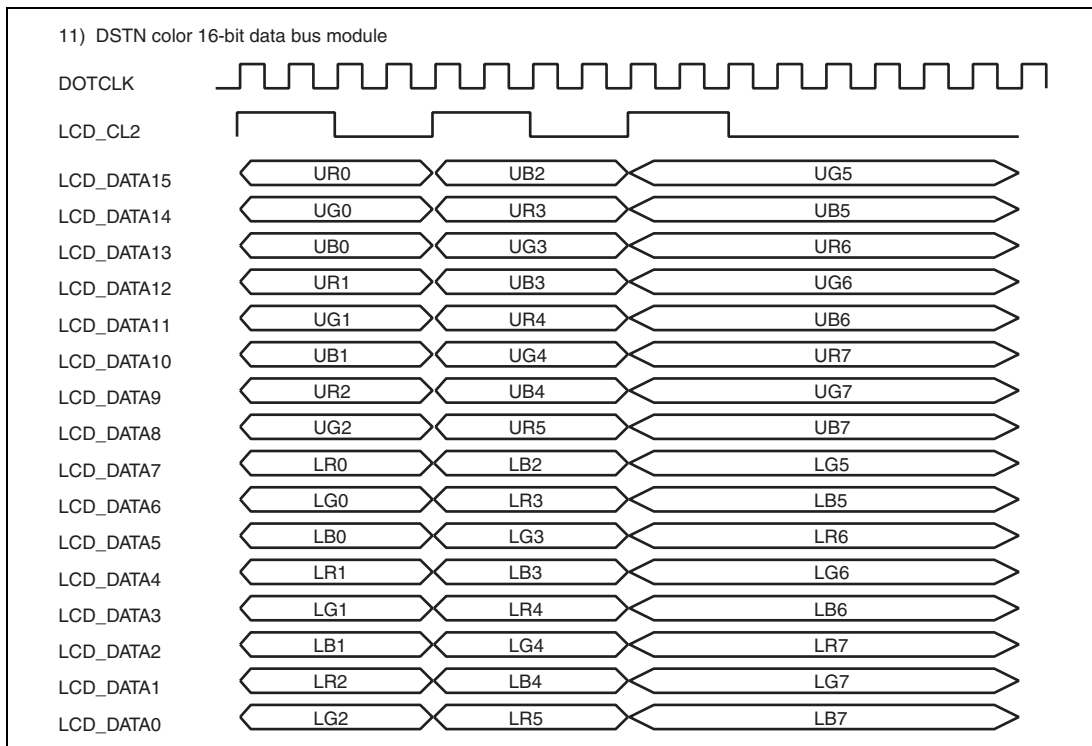 11) DSTN color 16-bit data bus module
DOTCLK
LCD_CL2
LCD_DATA15 UR0 UB2 UG5
LCD_DATA14 UG0 UR3 UB5
LCD_DATA13 UB0 UG3 UR6
LCD_DATA12 UR1 UB3 UG6
LCD_DATA11 UG1 UR4 UB6
LCD_DATA10 UB1 UG4 UR7
LCD_DATA9 UR2 UB4 UG7
LCD_DATA8 UG2 UR5 UB7
LCD_DATA7 LR0 LB2 LG5
LCD_DATA6 LG0 LR3 LB5
LCD_DATA5 LB0 LG3 LR6
LCD_DATA4 LR1 LB3 LG6
LCD_DATA3 LG1 LR4 LB6
LCD_DATA2 LB1 LG4 LR7
LCD_DATA1 LR2 LB4 LG7
LCD_DATA0 LG2 LR5 LB7